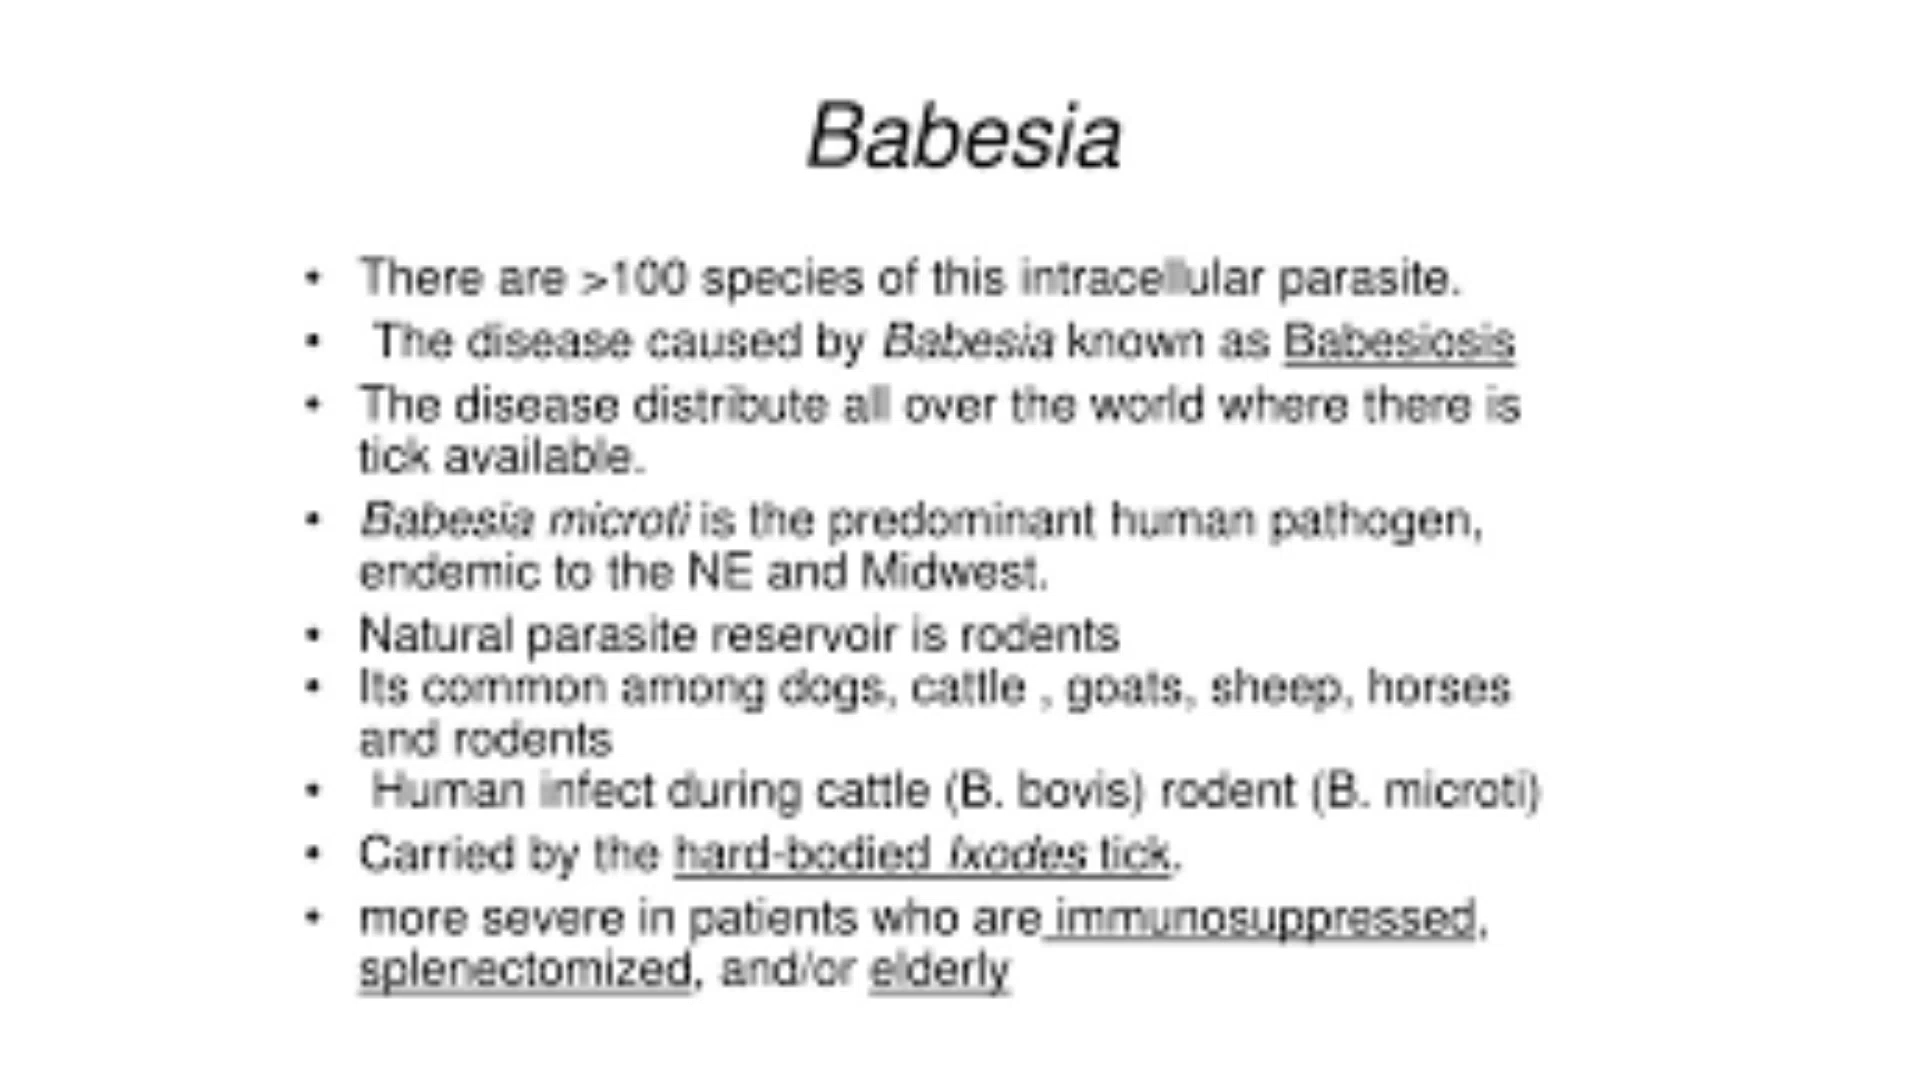 Babesia
• There are >100 species of this intracellular parasite.
• The disease caused by Babesia known as Babesiosis
• The disease distribute all over the world where there is
tick available.
• Babesia microti is the predominant human pathogen,
endemic to the NE and Midwest.
• Natural parasite reservoir is rodents
• Its common among dogs, cattle , goats, sheep, horses
and rodents
• Human infect during cattle (B. bovis) rodent (B. microti)
• Carried by the hard-bodied Ixodes tick.
• more severe in patients who are immunosuppressed,
splenectomized, and/or elderly